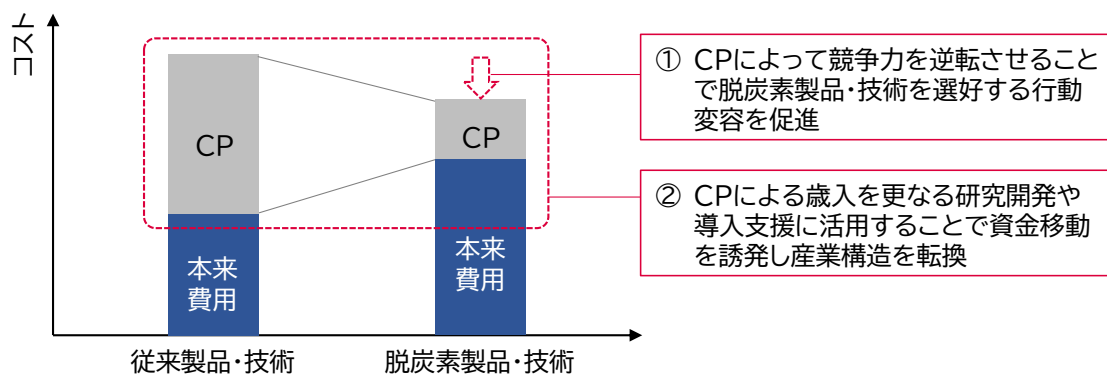 コスト
CP
本来
費用
従来製品・技術
CP
本来
費用
脱炭素製品・技術
① CPによって競争力を逆転させること
で脱炭素製品・技術を選好する行動
変容を促進
② CPによる歳入を更なる研究開発や
導入支援に活用することで資金移動
を誘発し産業構造を転換